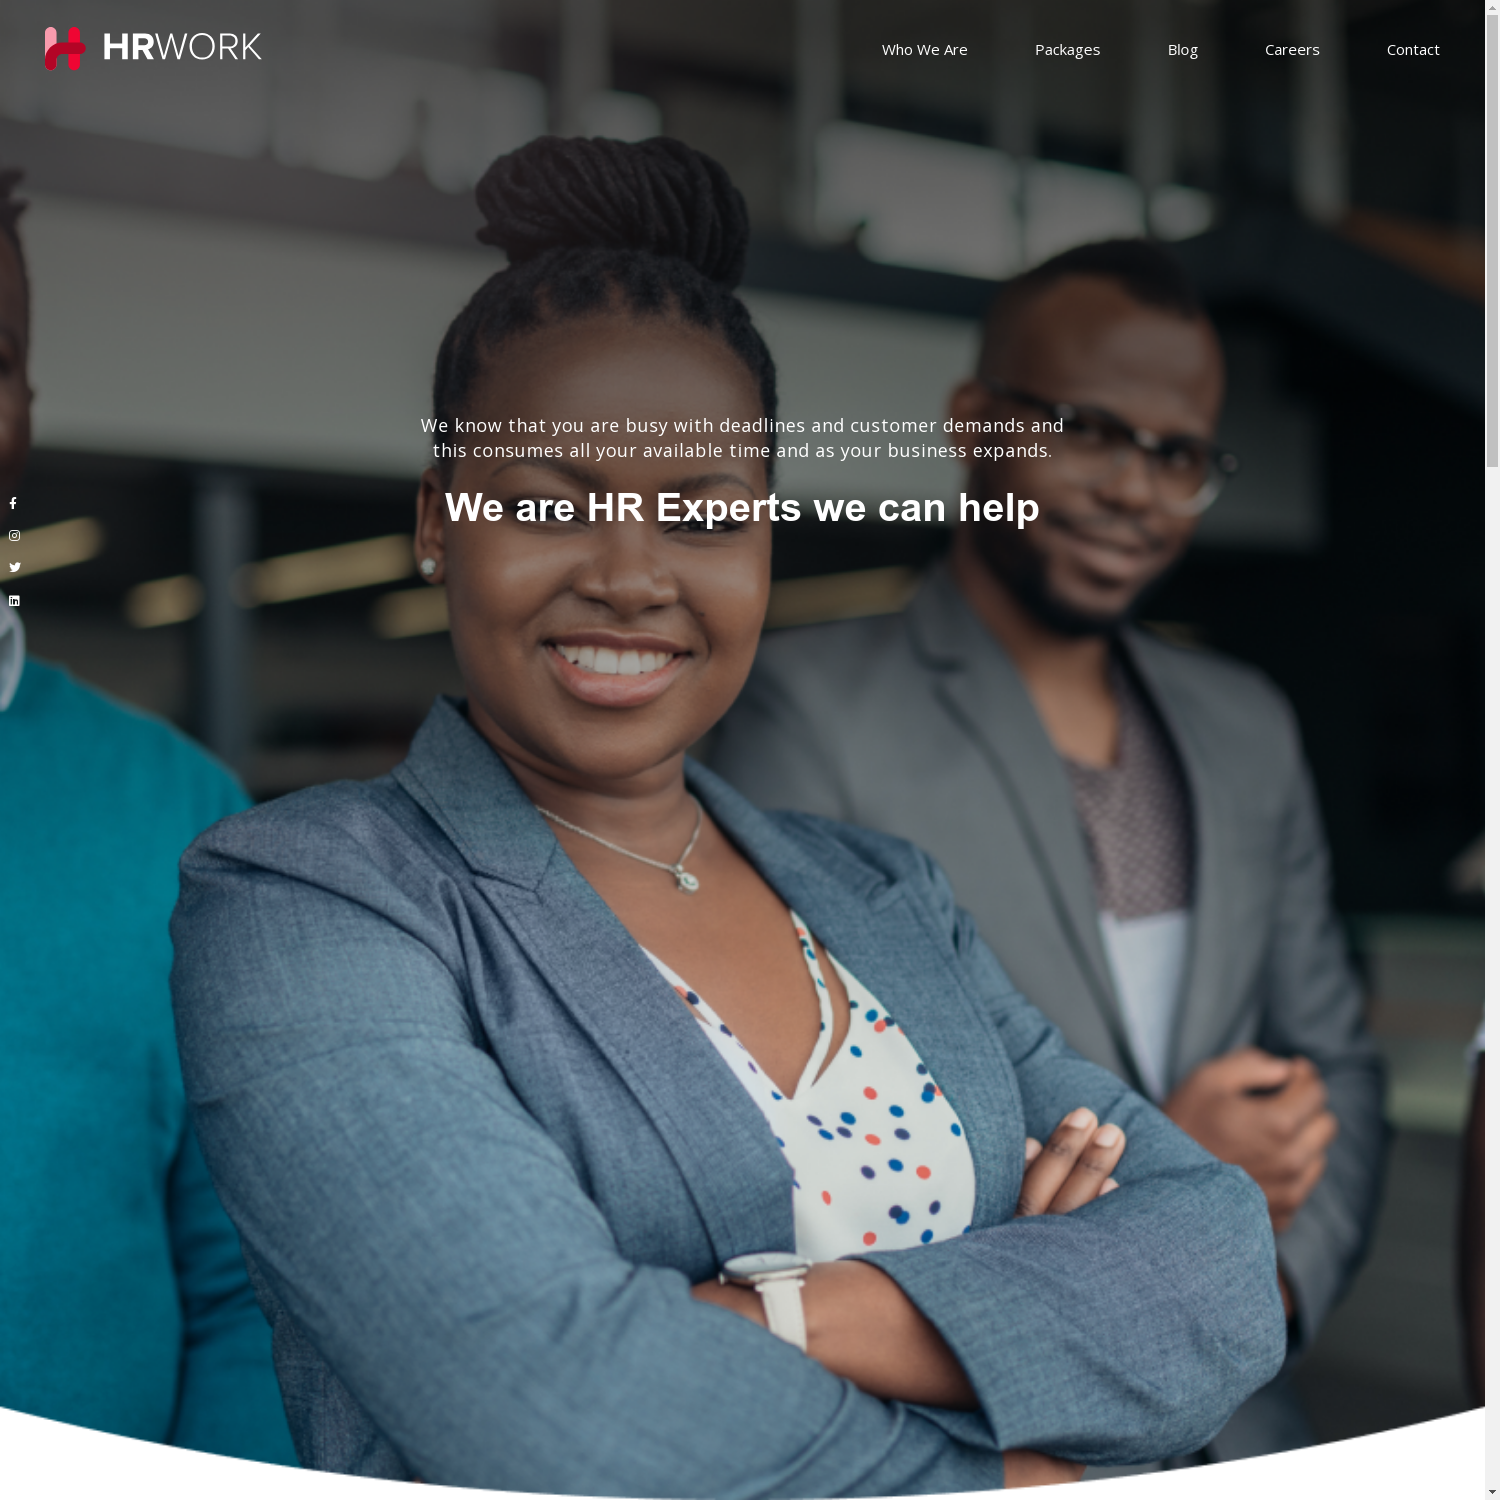 HRWORK
Who We Are
Packages
Blog
Careers
Contact
We know that you are busy with deadlines and customer demands and
this consumes all your available time and as your business expands.
We are HR Experts we can help